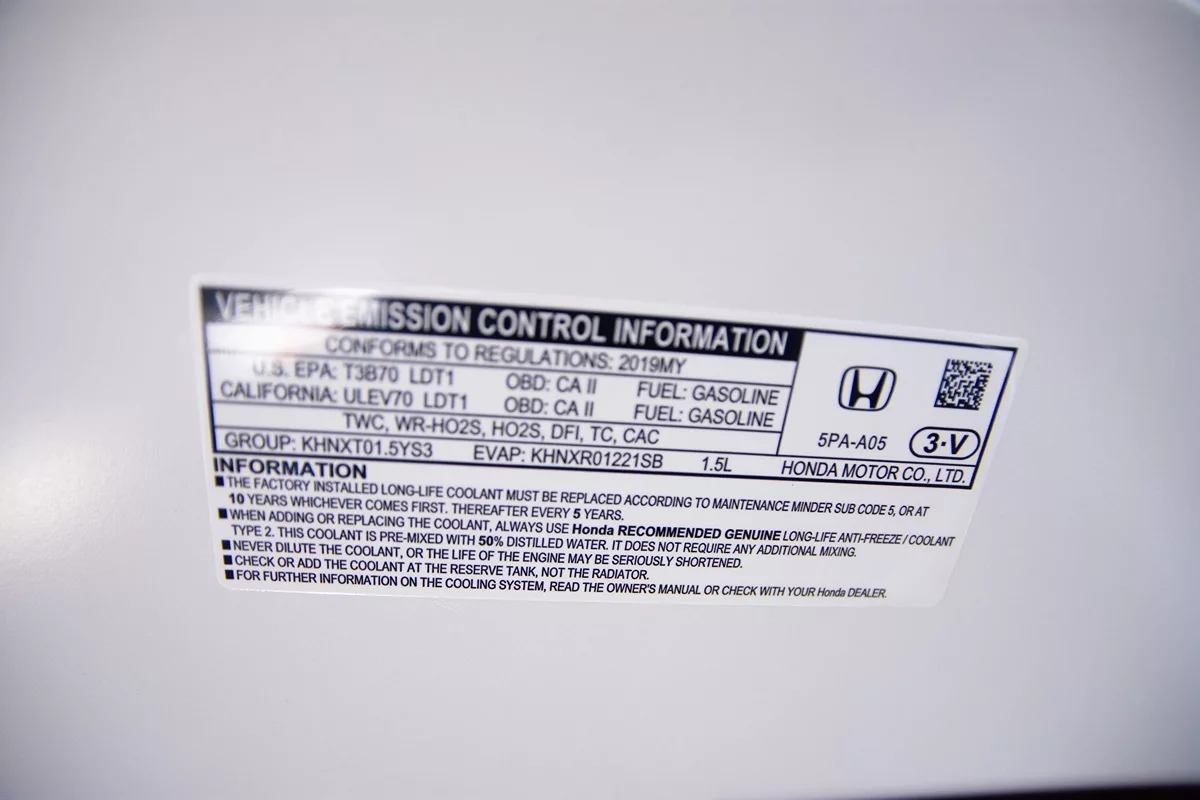 VEHICLE EMISSION CONTROL INFORMATION
CONFORMS TO REGULATIONS: 2019MY
U.S. EPA: T3B70 LDT1 OBD: CA II FUEL: GASOLINE
CALIFORNIA: ULEV70 LDT1 OBD: CA II FUEL: GASOLINE
TWC, WR-HO2S, HO2S, DFI, TC, CAC
GROUP: KHNXT01.5YS3 EVAP: KHNXR01221SB 1.5L
5PA-A05 3·V
HONDA MOTOR CO., LTD.
INFORMATION
■THE FACTORY INSTALLED LONG-LIFE COOLANT MUST BE REPLACED ACCORDING TO MAINTENANCE MINDER SUB CODE 5, OR AT
10 YEARS WHICHEVER COMES FIRST. THEREAFTER EVERY 5 YEARS.
■WHEN ADDING OR REPLACING THE COOLANT, ALWAYS USE Honda RECOMMENDED GENUINE LONG-LIFE ANTI-FREEZE / COOLANT
TYPE 2. THIS COOLANT IS PRE-MIXED WITH 50% DISTILLED WATER. IT DOES NOT REQUIRE ANY ADDITIONAL MIXING.
■NEVER DILUTE THE COOLANT, OR THE LIFE OF THE ENGINE MAY BE SERIOUSLY SHORTENED.
■CHECK OR ADD THE COOLANT AT THE RESERVE TANK, NOT THE RADIATOR.
■FOR FURTHER INFORMATION ON THE COOLING SYSTEM, READ THE OWNER'S MANUAL OR CHECK WITH YOUR Honda DEALER.